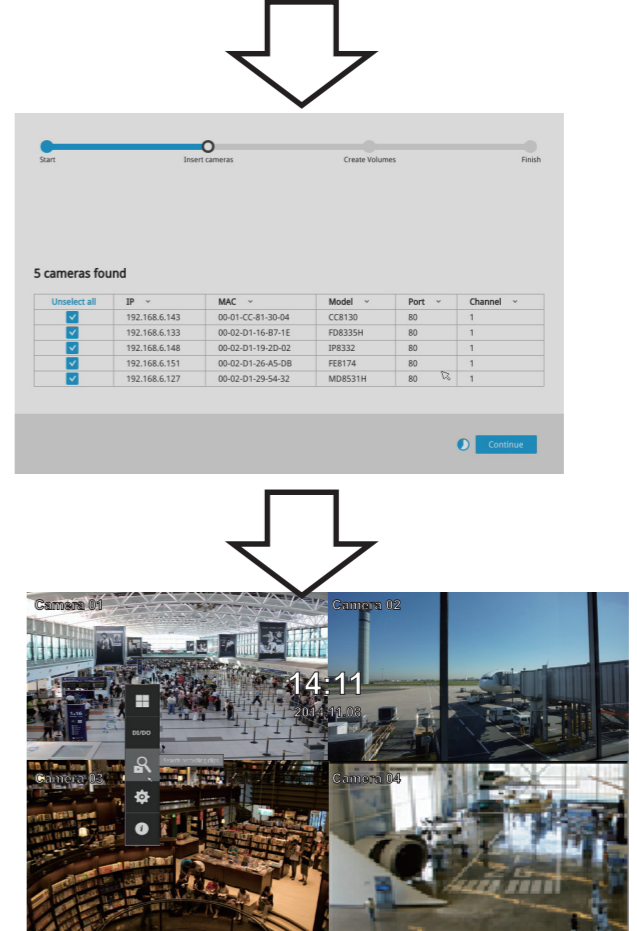 Start Insert cameras Create Volumes Finish
5 cameras found
Unselect all IP MAC Model Port Channel
192.168.6.143 00-01-CC-81-30-04 CC8130 80 1
192.168.6.133 00-02-D1-16-B7-1E FD8335H 80 1
192.168.6.148 00-02-D1-19-2D-02 IP8332 80 1
192.168.6.151 00-02-D1-26-A5-DB FE8174 80 1
192.168.6.127 00-02-D1-29-54-32 MD8531H 80 1
Continue
Camera 01 Camera 02
14:11
2014.11.08
DI/DO
Search recording clips
Camera 03 Camera 04